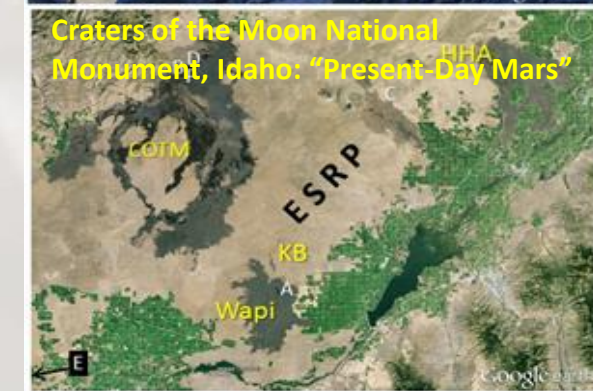 Craters of the Moon National
Monument, Idaho: “Present-Day Mars”
HHA
C
COTM
ESRP
KB
A
Wapi
E
Google earth